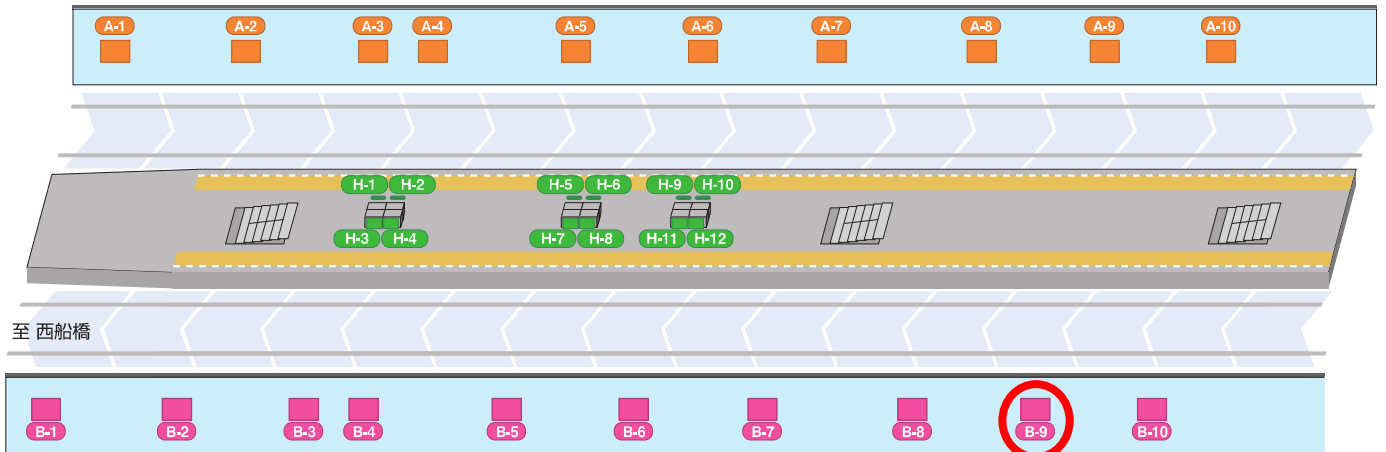 A-1 A-2 A-3 A-4 A-5 A-6 A-7 A-8 A-9 A-10
H-1 H-2 H-5 H-6 H-9 H-10
H-3 H-4 H-7 H-8 H-11 H-12
至 西船橋
B-1 B-2 B-3 B-4 B-5 B-6 B-7 B-8 B-9 B-10